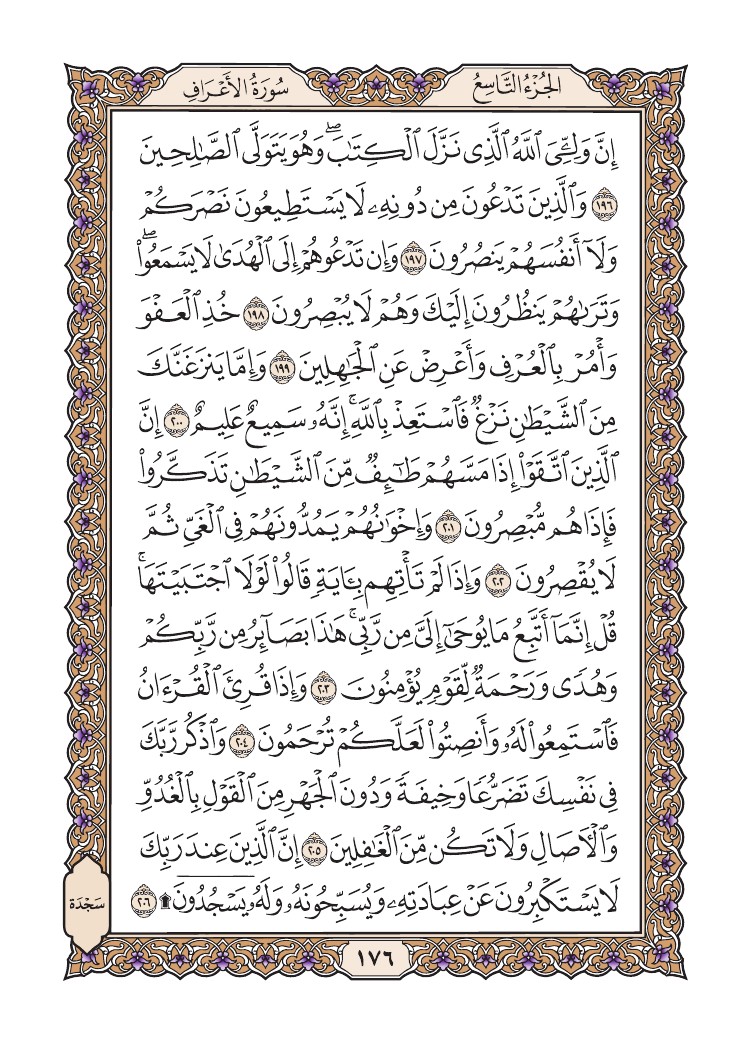 الجُزْءُ التَّاسِعُ
سُورَةُ الأَعْرَافِ
إِنَّ وَلِـِّۧيَ ٱللَّهُ ٱلَّذِي نَزَّلَ ٱلۡكِتَٰبَۖ وَهُوَ يَتَوَلَّى ٱلصَّٰلِحِينَ
١٩٦ وَٱلَّذِينَ تَدۡعُونَ مِن دُونِهِۦ لَا يَسۡتَطِيعُونَ نَصۡرَكُمۡ
وَلَآ أَنفُسَهُمۡ يَنصُرُونَ ١٩٧ وَإِن تَدۡعُوهُمۡ إِلَى ٱلۡهُدَىٰ لَا يَسۡمَعُواْۖ
وَتَرَىٰهُمۡ يَنظُرُونَ إِلَيۡكَ وَهُمۡ لَا يُبۡصِرُونَ ١٩٨ خُذِ ٱلۡعَفۡوَ
وَأۡمُرۡ بِٱلۡعُرۡفِ وَأَعۡرِضۡ عَنِ ٱلۡجَٰهِلِينَ ١٩٩ وَإِمَّا يَنزَغَنَّكَ
مِنَ ٱلشَّيۡطَٰنِ نَزۡغٞ فَٱسۡتَعِذۡ بِٱللَّهِۚ إِنَّهُۥ سَمِيعٌ عَلِيمٌ ٢٠٠ إِنَّ
ٱلَّذِينَ ٱتَّقَوۡاْ إِذَا مَسَّهُمۡ طَٰٓئِفٞ مِّنَ ٱلشَّيۡطَٰنِ تَذَكَّرُواْ
فَإِذَا هُم مُّبۡصِرُونَ ٢٠١ وَإِخۡوَٰنُهُمۡ يَمُدُّونَهُمۡ فِي ٱلۡغَيِّ ثُمَّ
لَا يُقۡصِرُونَ ٢٠٢ وَإِذَا لَمۡ تَأۡتِهِم بِـَٔايَةٖ قَالُواْ لَوۡلَا ٱجۡتَبَيۡتَهَاۚ
قُلۡ إِنَّمَآ أَتَّبِعُ مَا يُوحَىٰٓ إِلَيَّ مِن رَّبِّيۚ هَٰذَا بَصَآئِرُ مِن رَّبِّكُمۡ
وَهُدٗى وَرَحۡمَةٞ لِّقَوۡمٖ يُؤۡمِنُونَ ٢٠٣ وَإِذَا قُرِئَ ٱلۡقُرۡءَانُ
فَٱسۡتَمِعُواْ لَهُۥ وَأَنصِتُواْ لَعَلَّكُمۡ تُرۡحَمُونَ ٢٠٤ وَٱذۡكُر رَّبَّكَ
فِي نَفۡسِكَ تَضَرُّعٗا وَخِيفَةٗ وَدُونَ ٱلۡجَهۡرِ مِنَ ٱلۡقَوۡلِ بِٱلۡغُدُوِّ
وَٱلۡأٓصَالِ وَلَا تَكُن مِّنَ ٱلۡغَٰفِلِينَ ٢٠٥ إِنَّ ٱلَّذِينَ عِندَ رَبِّكَ
لَا يَسۡتَكۡبِرُونَ عَنۡ عِبَادَتِهِۦ وَيُسَبِّحُونَهُۥ وَلَهُۥ يَسۡجُدُونَۤ۩ ٢٠٦
سَجْدَة
١٧٦